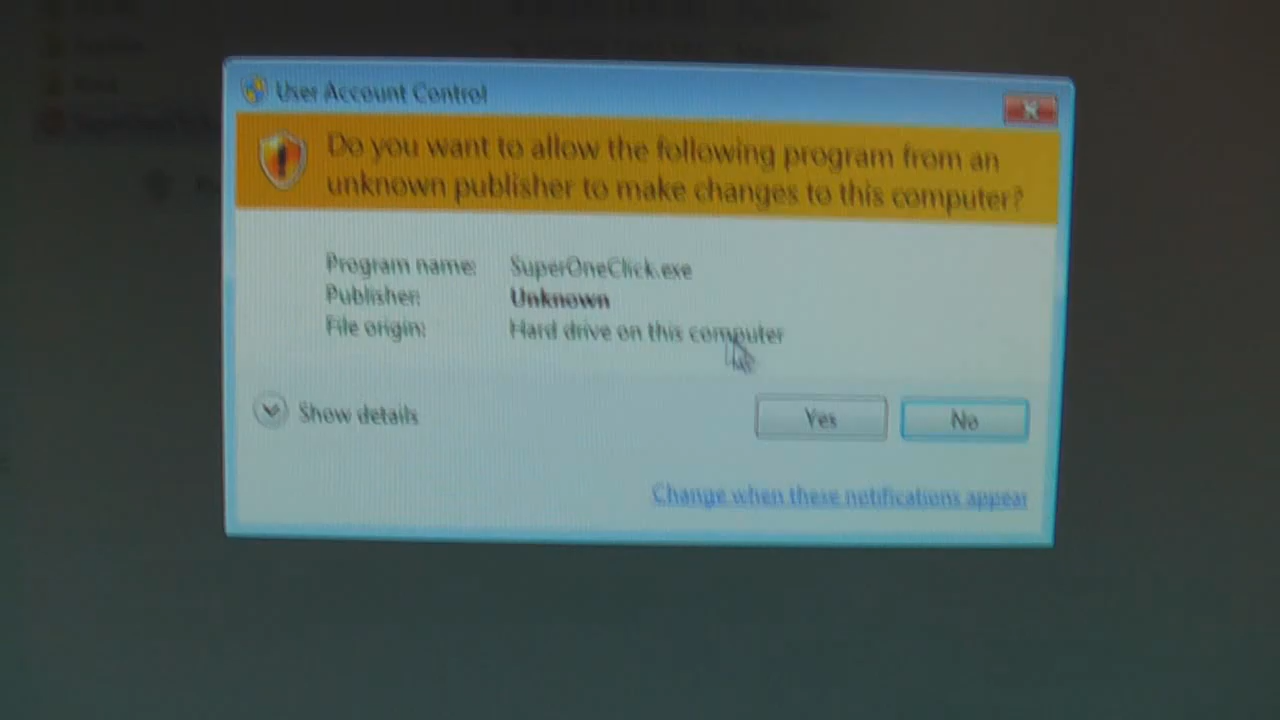 User Account Control
Do you want to allow the following program from an
unknown publisher to make changes to this computer?
Program name: SuperOneClick.exe
Publisher: Unknown
File origin: Hard drive on this computer
Show details
Yes No
Change when these notifications appear